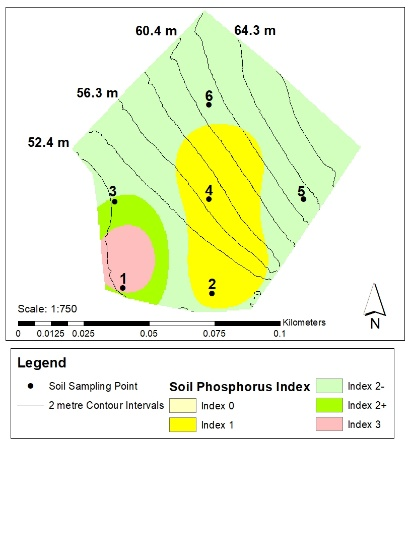 60.4 m
64.3 m
56.3 m
52.4 m
6
3
4
5
1
2
Scale: 1:750
Kilometers
0 0.0125 0.025 0.05 0.075 0.1
N
Legend
Soil Sampling Point
2 metre Contour Intervals
Soil Phosphorus Index
Index 0
Index 1
Index 2-
Index 2+
Index 3